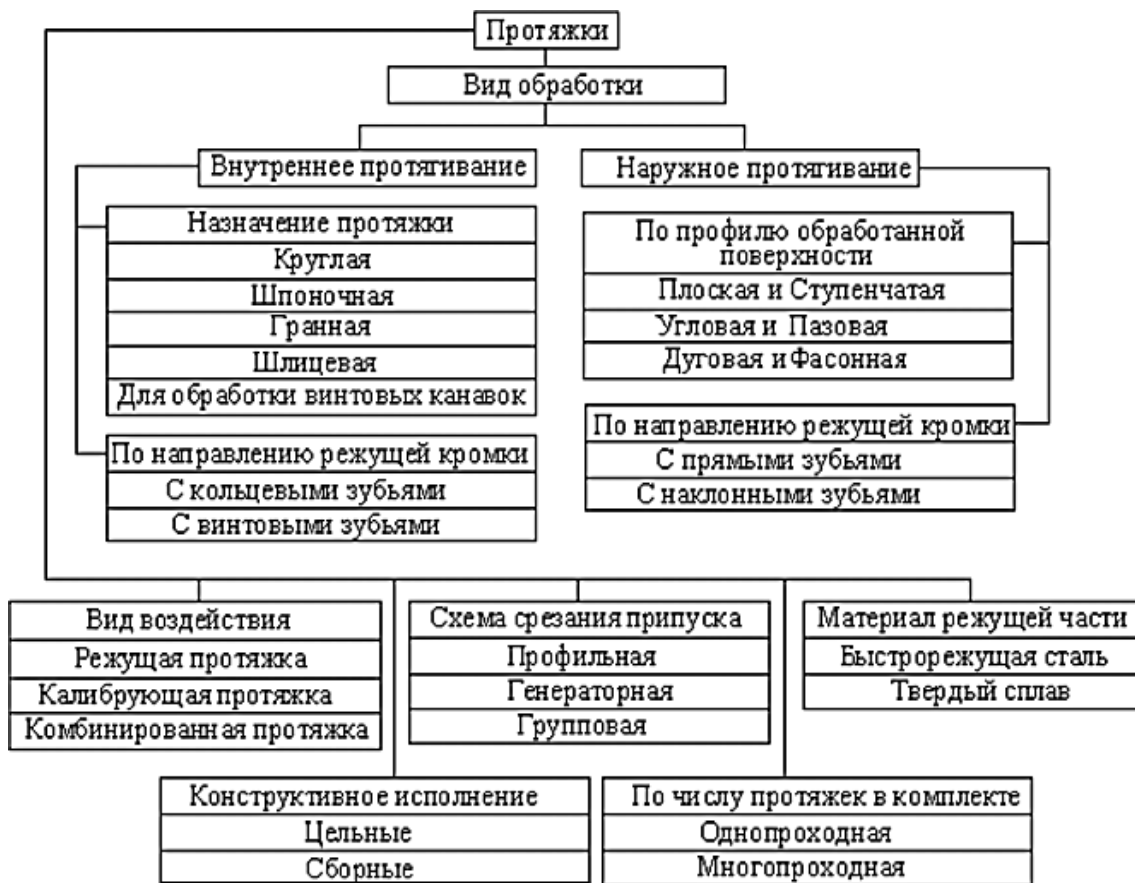 Протяжки
Вид обработки
Внутреннее протягивание
Назначение протяжки
Круглая
Шпоночная
Гранная
Шлицевая
Для обработки винтовых канавок
По направлению режущей кромки
С кольцевыми зубьями
С винтовыми зубьями
Наружное протягивание
По профилю обработанной
поверхности
Плоская и Ступенчатая
Угловая и Пазовая
Дуговая и Фасонная
По направлению режущей кромки
С прямыми зубьями
С наклонными зубьями
Вид воздействия
Режущая протяжка
Калибрующая протяжка
Комбинированная протяжка
Схема срезания припуска
Профильная
Генераторная
Групповая
Материал режущей части
Быстрорежущая сталь
Твердый сплав
Конструктивное исполнение
Цельные
Сборные
По числу протяжек в комплекте
Однопроходная
Многопроходная